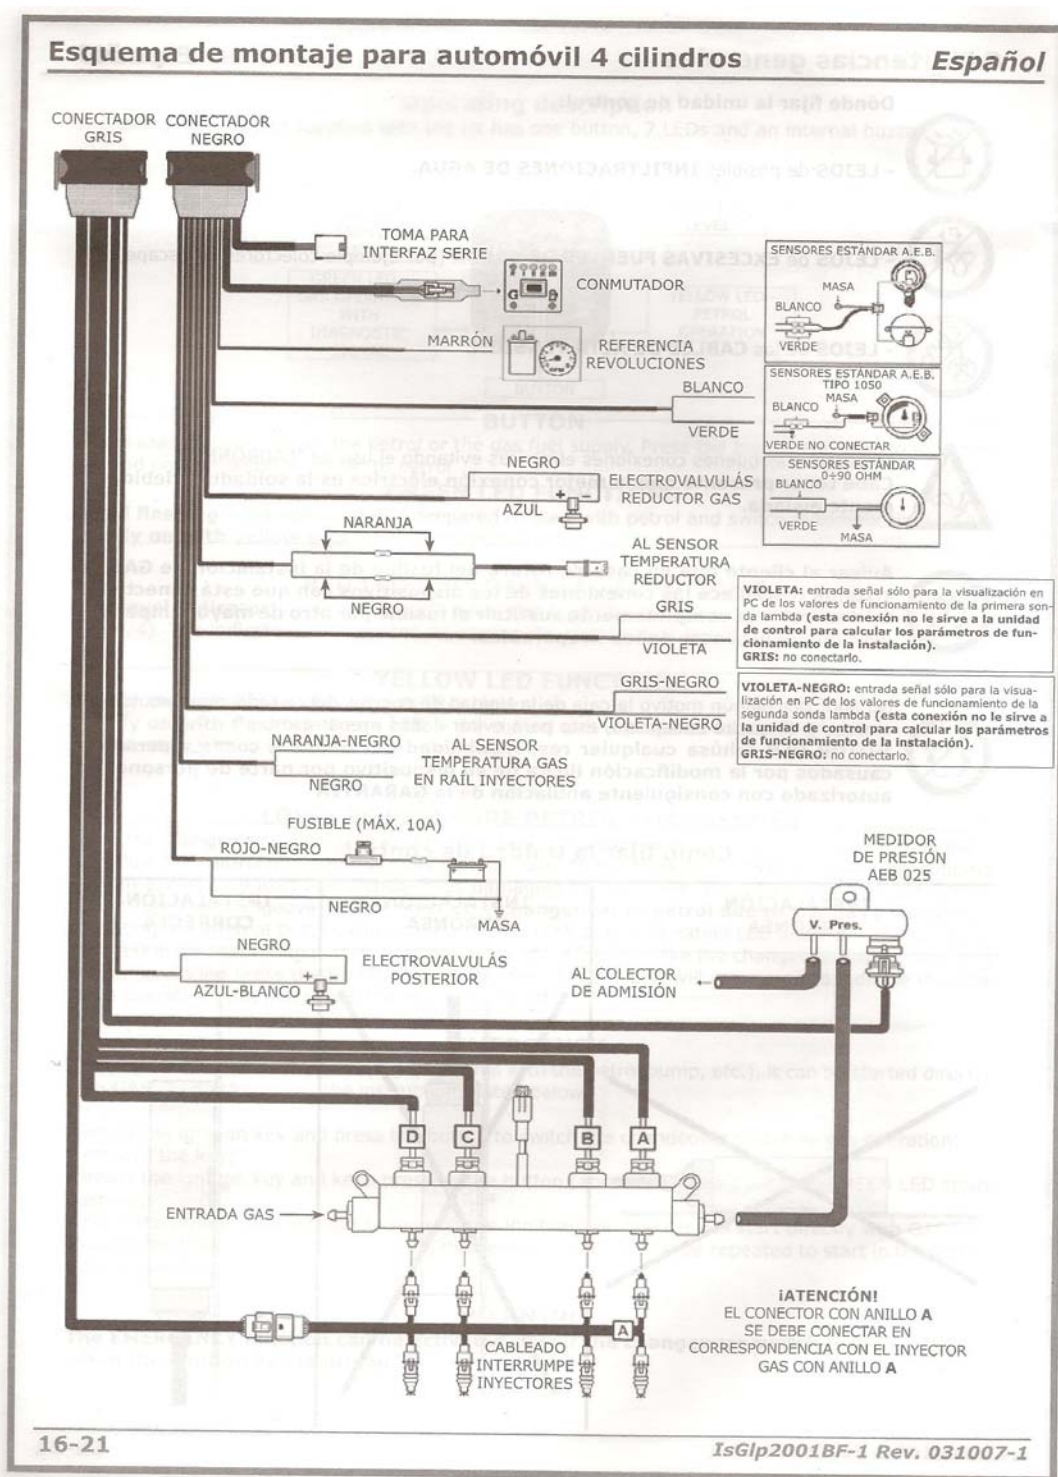 Esquema de montaje para automóvil 4 cilindros
Español
CONECTADOR
GRIS
CONECTADOR
NEGRO
TOMA PARA
INTERFAZ SERIE
CONMUTADOR
MARRÓN
REFERENCIA
REVOLUCIONES
BLANCO
VERDE
SENSORES ESTÁNDAR A.E.B.
MASA
BLANCO
VERDE
SENSORES ESTÁNDAR A.E.B.
TIPO 1050
MASA
BLANCO
VERDE NO CONECTAR
SENSORES ESTÁNDAR
0÷90 OHM
BLANCO
VERDE
MASA
NEGRO
AZUL
+ -
ELECTROVALVULÁS
REDUCTOR GAS
NARANJA
NEGRO
AL SENSOR
TEMPERATURA
REDUCTOR
GRIS
VIOLETA
VIOLETA: entrada señal sólo para la visualización en
PC de los valores de funcionamiento de la primera son-
da lambda (esta conexión no le sirve a la unidad
de control para calcular los parámetros de fun-
cionamiento de la instalación).
GRIS: no conectarlo.
GRIS-NEGRO
VIOLETA-NEGRO
VIOLETA-NEGRO: entrada señal sólo para la visua-
lización en PC de los valores de funcionamiento de la
segunda sonda lambda (esta conexión no le sirve a
la unidad de control para calcular los parámetros
de funcionamiento de la instalación).
GRIS-NEGRO: no conectarlo.
NARANJA-NEGRO
NEGRO
AL SENSOR
TEMPERATURA GAS
EN RAÍL INYECTORES
FUSIBLE (MÁX. 10A)
ROJO-NEGRO
NEGRO
MASA
MEDIDOR
DE PRESIÓN
AEB 025
V. Pres.
NEGRO
AZUL-BLANCO
+ -
ELECTROVALVULÁS
POSTERIOR
AL COLECTOR
DE ADMISIÓN
D C B A
ENTRADA GAS
A
CABLEADO
INTERRUMPE
INYECTORES
¡ATENCIÓN!
EL CONECTOR CON ANILLO A
SE DEBE CONECTAR EN
CORRESPONDENCIA CON EL INYECTOR
GAS CON ANILLO A
16-21
IsGlp2001BF-1 Rev. 031007-1